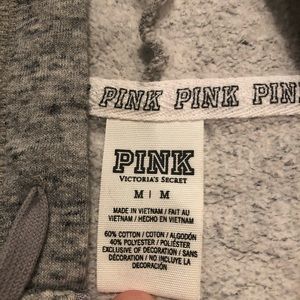 PINK PINK PINK
PINK
VICTORIA'S SECRET
M | M
MADE IN VIETNAM / FAIT AU
VIETNAM / HECHO EN VIETNAM
60% COTTON / COTON / ALGODÓN
40% POLYESTER / POLIÉSTER
EXCLUSIVE OF DECORATION / SANS
DÉCORATION / NO INCLUYE LA
DECORACIÓN